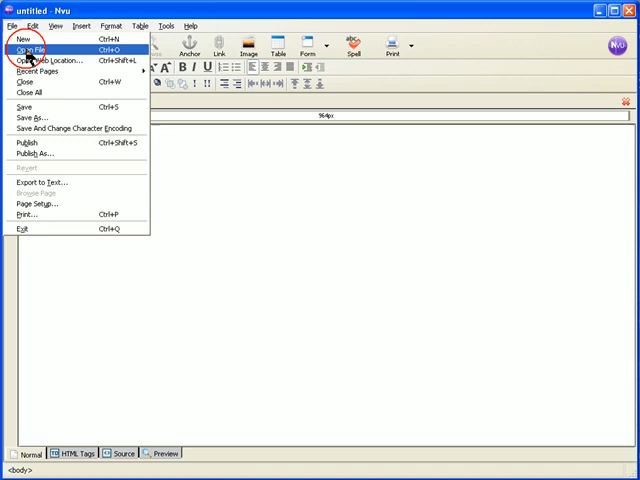 untitled - Nvu
File Edit View Insert Format Table Tools Help
New Ctrl+N
Open File Ctrl+O
Location... Ctrl+Shift+L
Recent Pages
Close Ctrl+W
Close All
Save Ctrl+S
Save As...
Save And Change Character Encoding
Publish Ctrl+Shift+S
Publish As...
Revert
Export to Text...
Browse Page
Page Setup...
Print... Ctrl+P
Exit Ctrl+Q
Anchor Link Image Table Form Spell Print
NVU
B I U
964px
Normal HTML Tags Source Preview
<body>